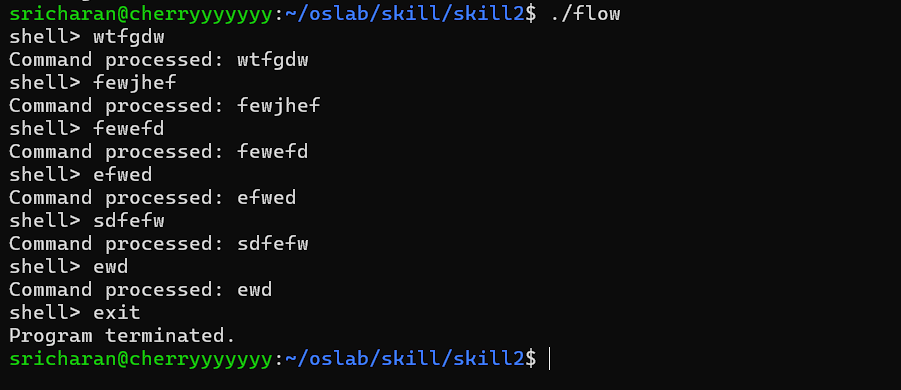 sricharan@cherryyyyyyy:~/oslab/skill/skill2$ ./flow
shell> wtfgdw
Command processed: wtfgdw
shell> fewjhef
Command processed: fewjhef
shell> fewefd
Command processed: fewefd
shell> efwed
Command processed: efwed
shell> sdfefw
Command processed: sdfefw
shell> ewd
Command processed: ewd
shell> exit
Program terminated.
sricharan@cherryyyyyyy:~/oslab/skill/skill2$